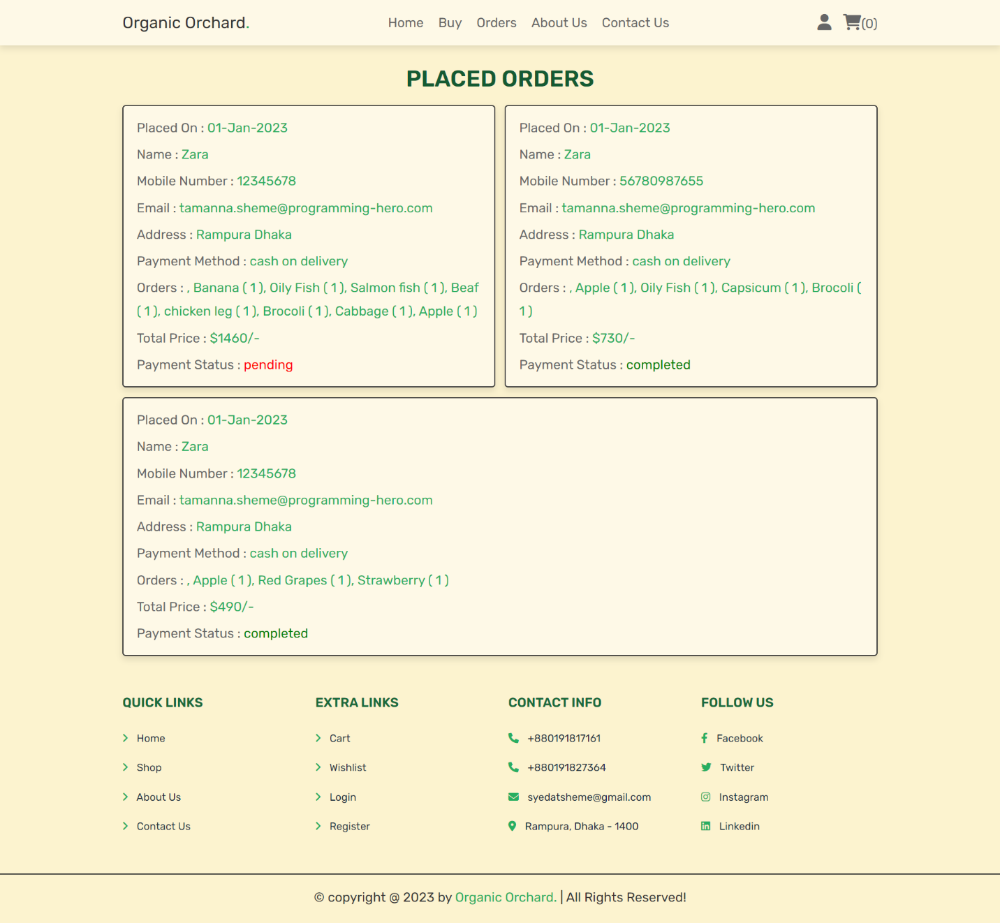 Organic Orchard.
Home Buy Orders About Us Contact Us
(0)
PLACED ORDERS
Placed On : 01-Jan-2023
Name : Zara
Mobile Number : 12345678
Email : tamanna.sheme@programming-hero.com
Address : Rampura Dhaka
Payment Method : cash on delivery
Orders : , Banana ( 1 ), Oily Fish ( 1 ), Salmon fish ( 1 ), Beaf
( 1 ), chicken leg ( 1 ), Brocoli ( 1 ), Cabbage ( 1 ), Apple ( 1 )
Total Price : $1460/-
Payment Status : pending
Placed On : 01-Jan-2023
Name : Zara
Mobile Number : 56780987655
Email : tamanna.sheme@programming-hero.com
Address : Rampura Dhaka
Payment Method : cash on delivery
Orders : , Apple ( 1 ), Oily Fish ( 1 ), Capsicum ( 1 ), Brocoli (
1 )
Total Price : $730/-
Payment Status : completed
Placed On : 01-Jan-2023
Name : Zara
Mobile Number : 12345678
Email : tamanna.sheme@programming-hero.com
Address : Rampura Dhaka
Payment Method : cash on delivery
Orders : , Apple ( 1 ), Red Grapes ( 1 ), Strawberry ( 1 )
Total Price : $490/-
Payment Status : completed
QUICK LINKS
Home
Shop
About Us
Contact Us
EXTRA LINKS
Cart
Wishlist
Login
Register
CONTACT INFO
+880191817161
+880191827364
syedatsheme@gmail.com
Rampura, Dhaka - 1400
FOLLOW US
Facebook
Twitter
Instagram
Linkedin
© copyright @ 2023 by Organic Orchard. | All Rights Reserved!